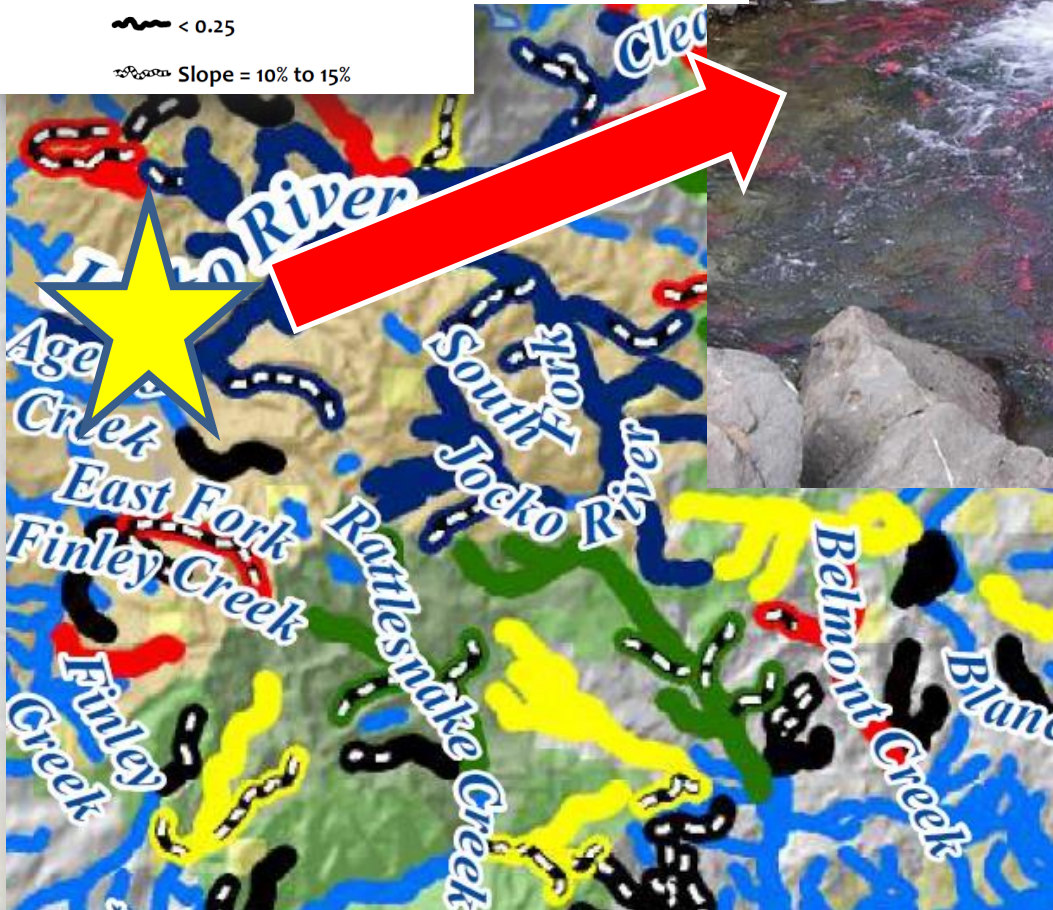 < 0.25
Slope = 10% to 15%
Clea
River
Creek
South Fork
Jocko River
East Fork
Finley Creek
Rattlesnake Creek
Belmont Creek
Finley
Creek